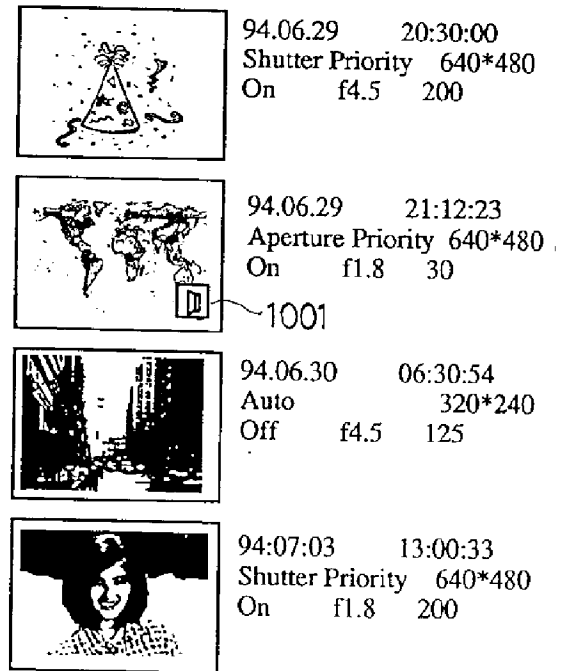 94.06.29 20:30:00
Shutter Priority 640*480
On f4.5 200
94.06.29 21:12:23
Aperture Priority 640*480
On f1.8 30
1001
94.06.30 06:30:54
Auto 320*240
Off f4.5 125
94:07:03 13:00:33
Shutter Priority 640*480
On f1.8 200